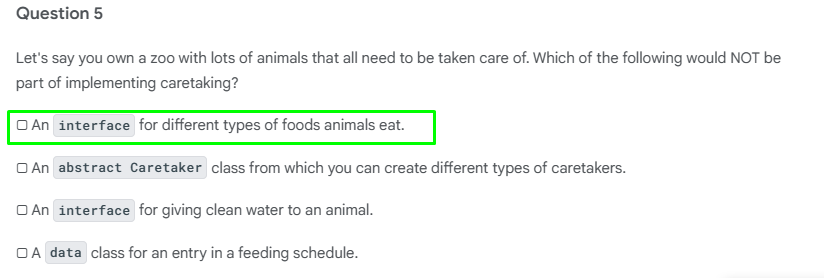 Question 5
Let's say you own a zoo with lots of animals that all need to be taken care of. Which of the following would NOT be
part of implementing caretaking?
An interface for different types of foods animals eat.
An abstract Caretaker class from which you can create different types of caretakers.
An interface for giving clean water to an animal.
A data class for an entry in a feeding schedule.